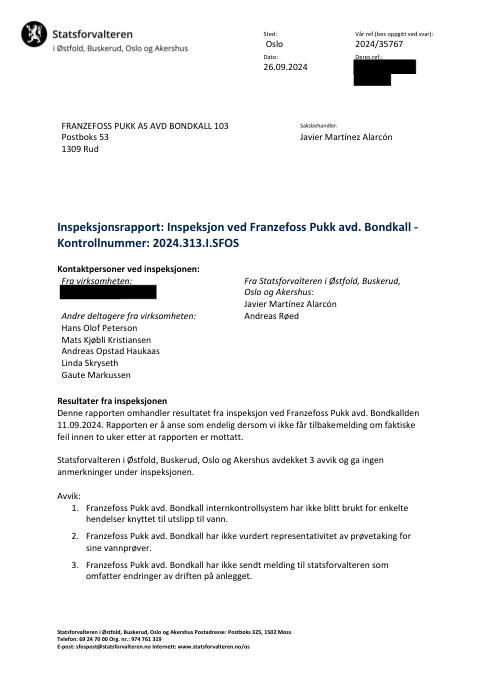 Statsforvalteren
i Østfold, Buskerud, Oslo og Akershus
Sted:
Oslo
Dato:
26.09.2024
Vår ref.(bes oppgitt ved svar):
2024/35767
Deres ref.:
FRANZEFOSS PUKK AS AVD BONDKALL 103
Postboks 53
1309 Rud
Saksbehandler:
Javier Martínez Alarcón
Inspeksjonsrapport: Inspeksjon ved Franzefoss Pukk avd. Bondkall -
Kontrollnummer: 2024.313.I.SFOS
Kontaktpersoner ved inspeksjonen:
Fra virksomheten:
Andre deltagere fra virksomheten:
Hans Olof Peterson
Mats Kjøbli Kristiansen
Andreas Opstad Haukaas
Linda Skryseth
Gaute Markussen
Fra Statsforvalteren i Østfold, Buskerud,
Oslo og Akershus:
Javier Martínez Alarcón
Andreas Røed
Resultater fra inspeksjonen
Denne rapporten omhandler resultatet fra inspeksjon ved Franzefoss Pukk avd. Bondkallden
11.09.2024. Rapporten er å anse som endelig dersom vi ikke får tilbakemelding om faktiske
feil innen to uker etter at rapporten er mottatt.
Statsforvalteren i Østfold, Buskerud, Oslo og Akershus avdekket 3 avvik og ga ingen
anmerkninger under inspeksjonen.
Avvik:
1. Franzefoss Pukk avd. Bondkall internkontrollsystem har ikke blitt brukt for enkelte
hendelser knyttet til utslipp til vann.
2. Franzefoss Pukk avd. Bondkall har ikke vurdert representativitet av prøvetaking for
sine vannprøver.
3. Franzefoss Pukk avd. Bondkall har ikke sendt melding til statsforvalteren som
omfatter endringer av driften på anlegget.
Statsforvalteren i Østfold, Buskerud, Oslo og Akershus Postadresse: Postboks 325, 1502 Moss
Telefon: 69 24 70 00 Org. nr.: 974 761 319
E-post: sfospost@statsforvalteren.no Internett: www.statsforvalteren.no/os